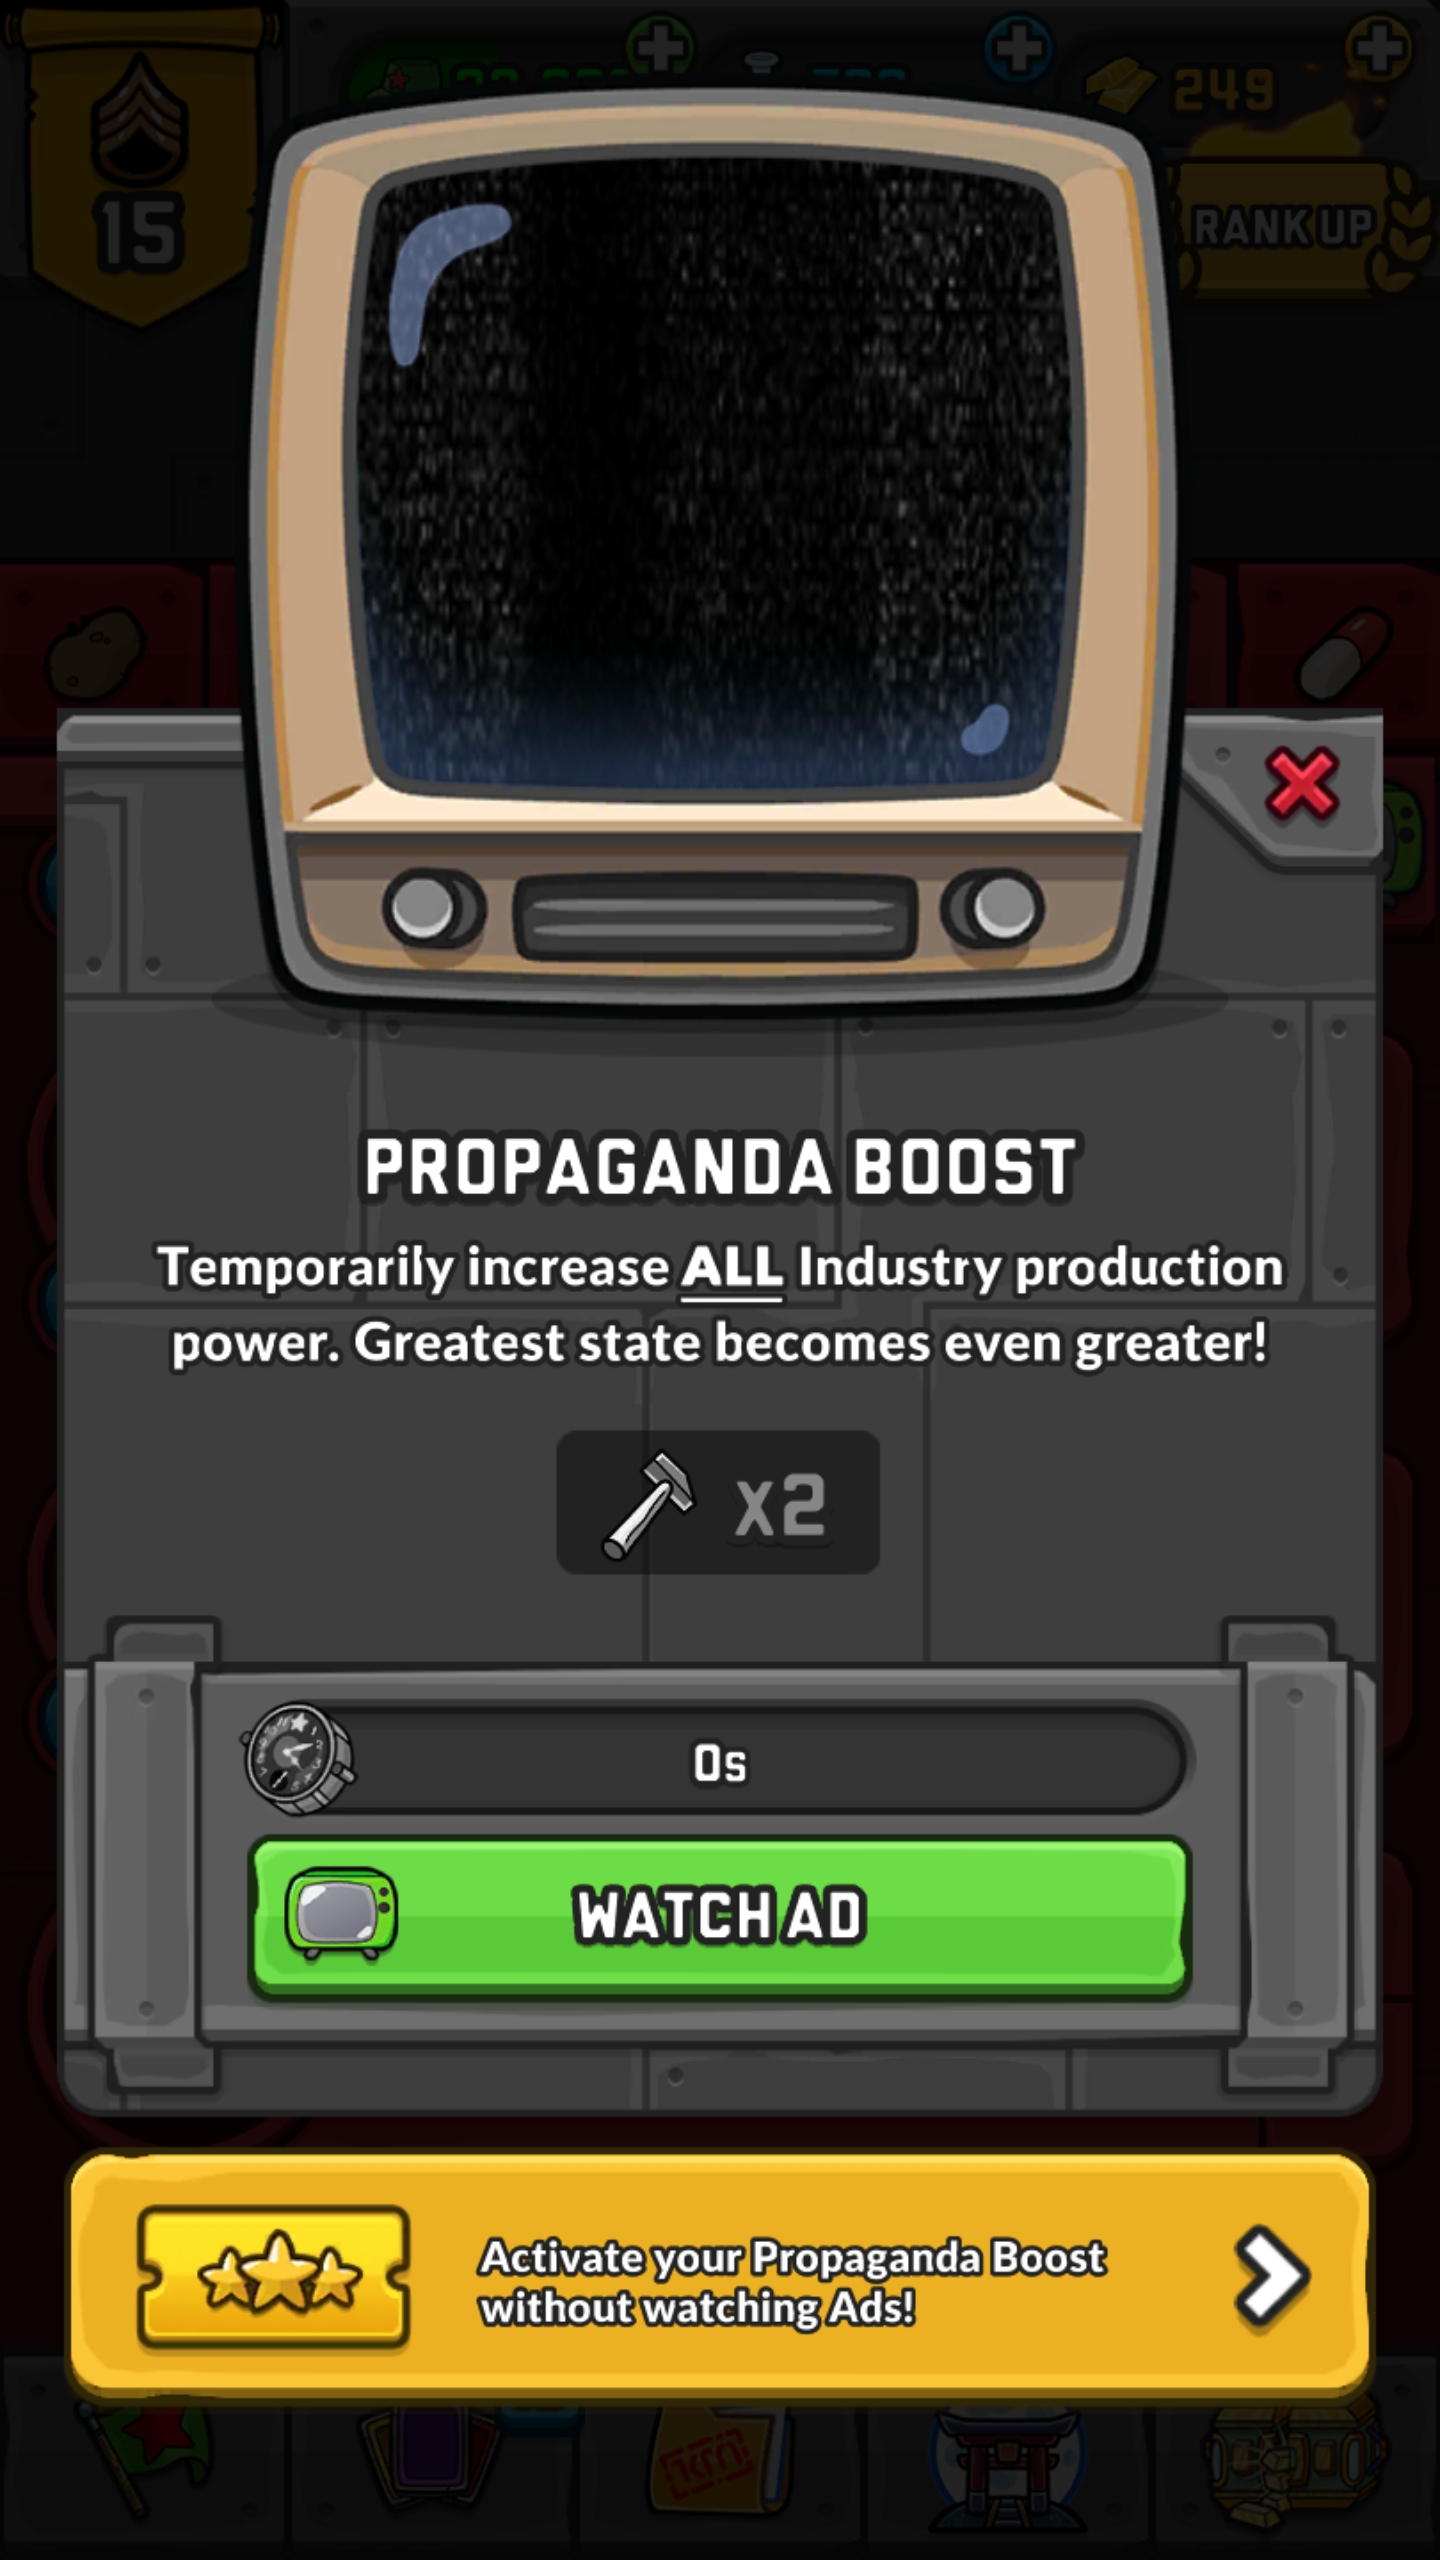 249
15
RANK UP
PROPAGANDA BOOST
Temporarily increase ALL Industry production
power. Greatest state becomes even greater!
x2
0s
WATCH AD
Activate your Propaganda Boost
without watching Ads!